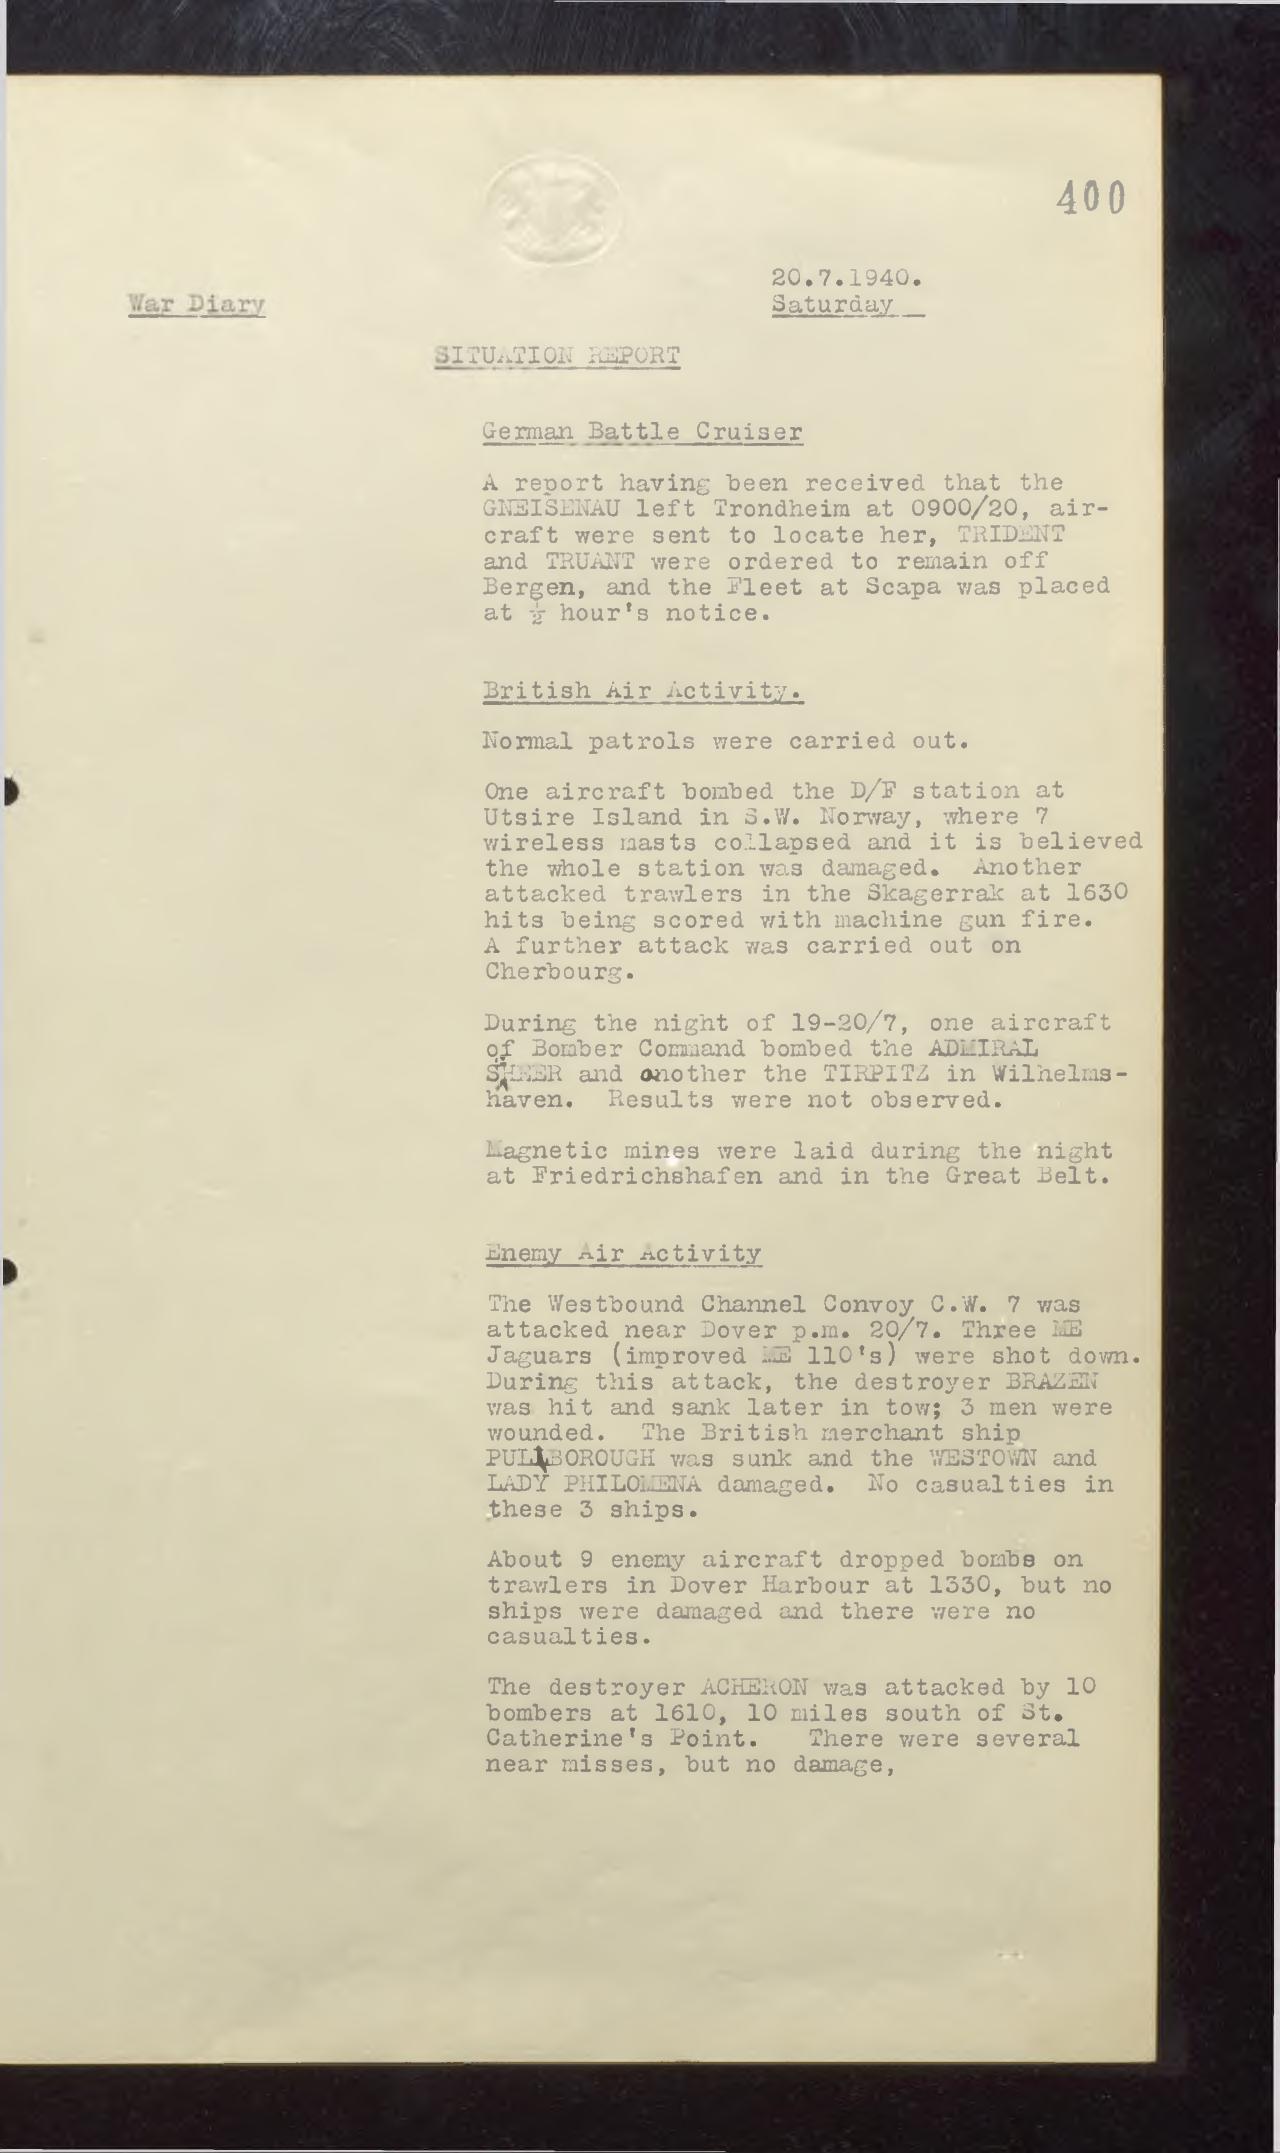 400
20.7.1940.
War Diary
Saturday
SITUATION REPORT
German Battle Cruiser
A report having been received that the
GNEISENAU left Trondheim at 0900/20, air-
craft were sent to locate her, TRIDENT
and TRUANT were ordered to remain off
Bergen, and the Fleet at Scapa was placed
at ½ hour's notice.
British Air Activity.
Normal patrols were carried out.
One aircraft bombed the D/F station at
Utsire Island in S.W. Norway, where 7
wireless masts collapsed and it is believed
the whole station was damaged. Another
attacked trawlers in the Skagerrak at 1630
hits being scored with machine gun fire.
A further attack was carried out on
Cherbourg.
During the night of 19-20/7, one aircraft
of Bomber Command bombed the ADMIRAL
SCHEER and another the TIRPITZ in Wilhelms-
haven. Results were not observed.
Magnetic mines were laid during the night
at Friedrichshafen and in the Great Belt.
Enemy Air Activity
The Westbound Channel Convoy C.W. 7 was
attacked near Dover p.m. 20/7. Three ME
Jaguars (improved ME 110's) were shot down.
During this attack, the destroyer BRAZEN
was hit and sank later in tow; 3 men were
wounded. The British merchant ship
PULBOROUGH was sunk and the WESTOWN and
LADY PHILOMENA damaged. No casualties in
these 3 ships.
About 9 enemy aircraft dropped bombs on
trawlers in Dover Harbour at 1330, but no
ships were damaged and there were no
casualties.
The destroyer ACHERON was attacked by 10
bombers at 1610, 10 miles south of St.
Catherine's Point. There were several
near misses, but no damage,